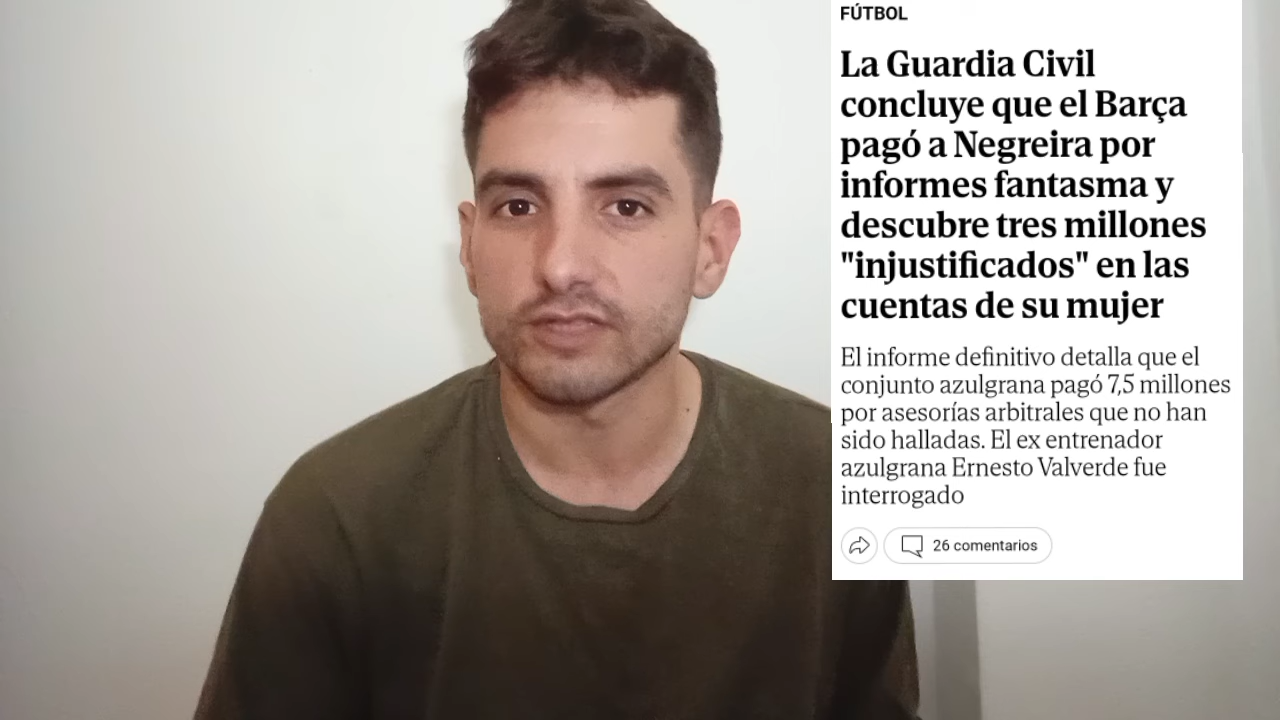 FÚTBOL
La Guardia Civil
concluye que el Barça
pagó a Negreira por
informes fantasma y
descubre tres millones
"injustificados" en las
cuentas de su mujer
El informe definitivo detalla que el
conjunto azulgrana pagó 7,5 millones
por asesorías arbitrales que no han
sido halladas. El ex entrenador
azulgrana Ernesto Valverde fue
interrogado
26 comentarios